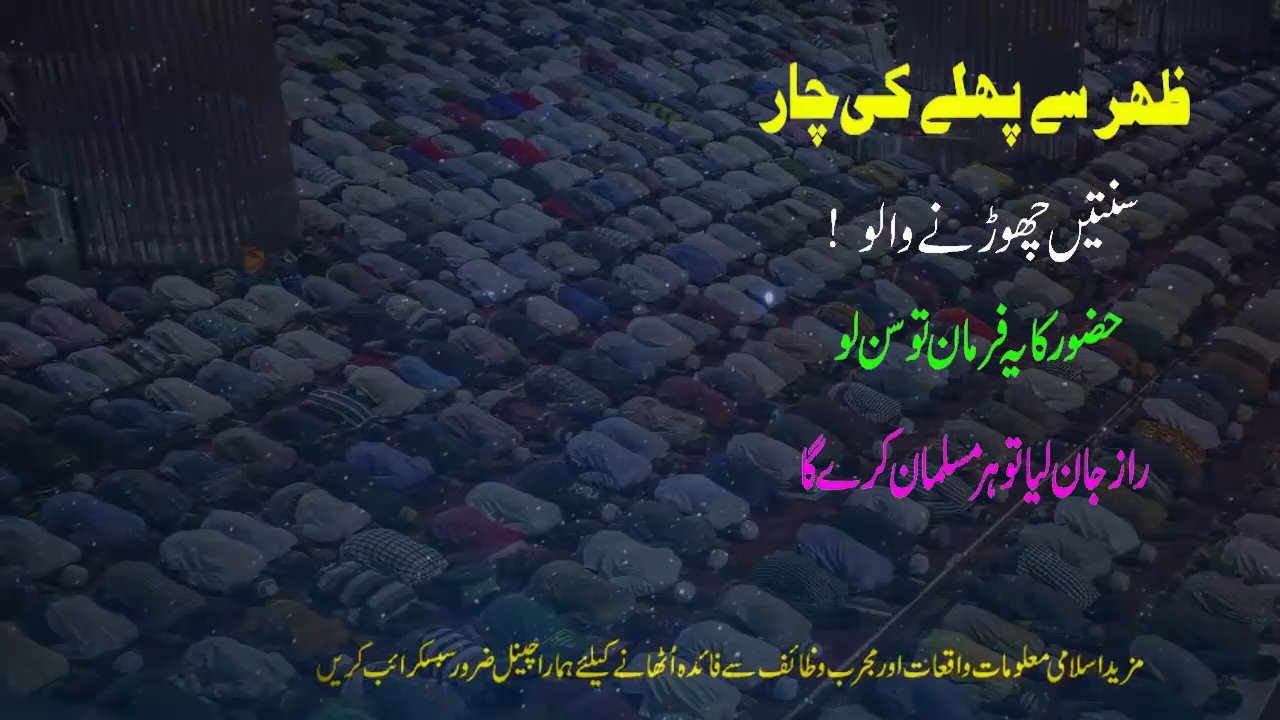 ظہر سے پہلے کی چار
سنتیں چھوڑنے والو !
حضور کا یہ فرمان تو سن لو
راز جان لیا تو ہر مسلمان کرے گا
مزید اسلامی معلومات واقعات اور مجرب وظائف سے فائدہ اُٹھانے کیلئے ہمارا چینل ضرور سبسکرائب کریں